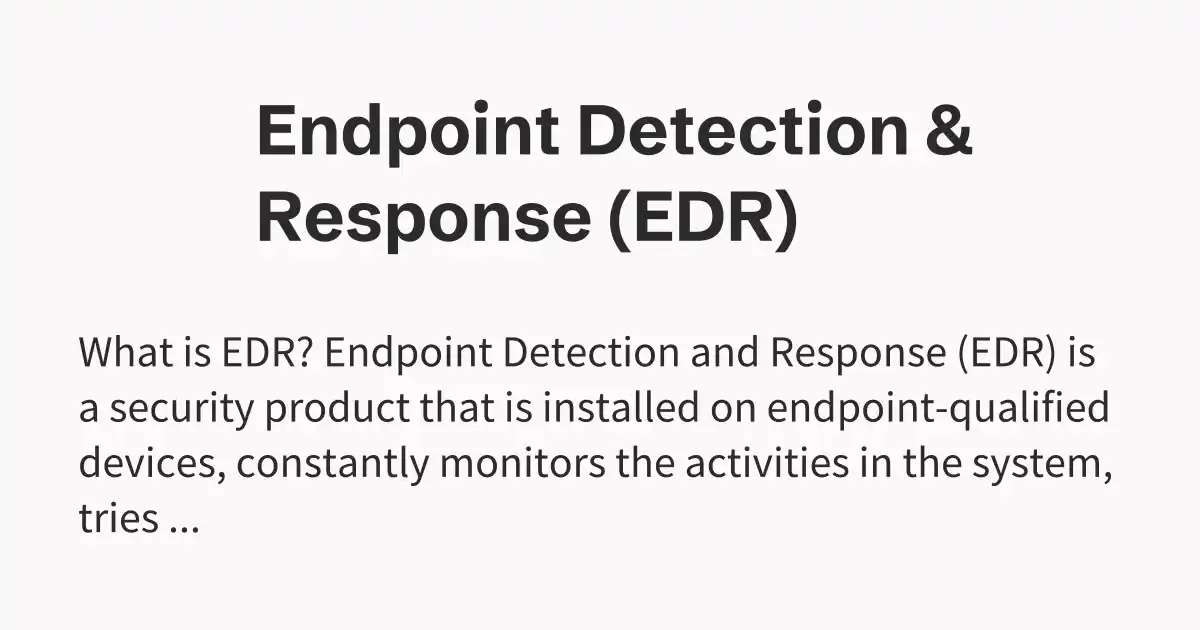 Endpoint Detection &
Response (EDR)
What is EDR? Endpoint Detection and Response (EDR) is
a security product that is installed on endpoint-qualified
devices, constantly monitors the activities in the system,
tries ...